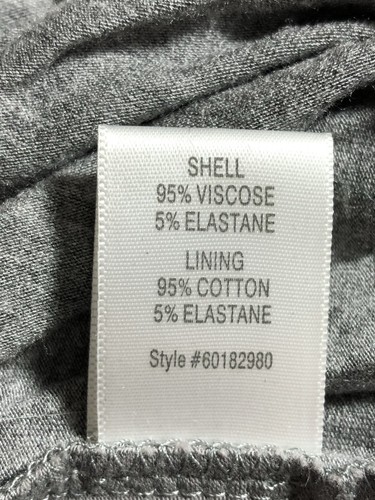 SHELL
95% VISCOSE
5% ELASTANE
LINING
95% COTTON
5% ELASTANE
Style #60182980